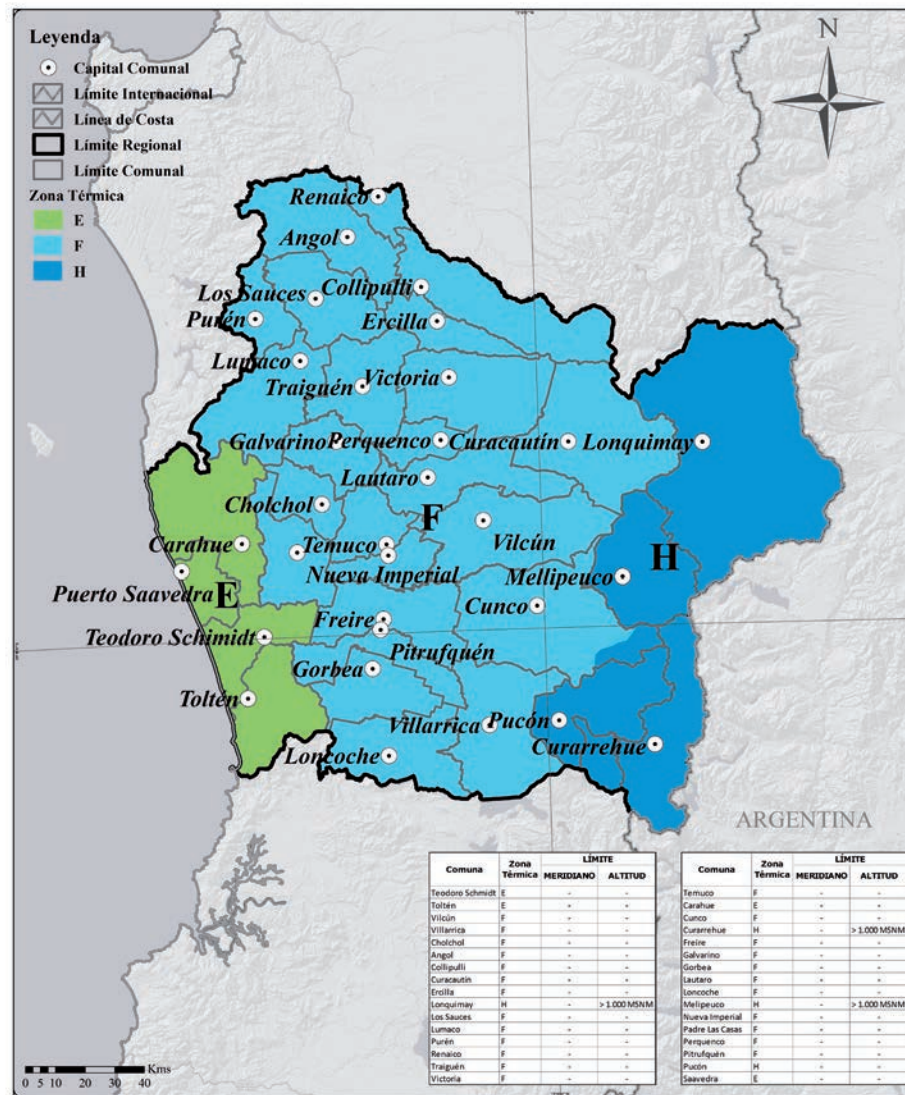 Leyenda
Capital Comunal
Límite Internacional
Línea de Costa
Límite Regional
Límite Comunal
Zona Térmica
E
F
H
N
Renaico
Angol
Los Sauces
Collipulli
Purén
Ercilla
Lumaco
Traiguén
Victoria
Galvarino
Perquenco
Curacautín
Lonquimay
Lautaro
Cholchol
F
Carahue
Temuco
Vilcún
H
Nueva Imperial
Mellipeuco
Puerto Saavedra
E
Cunco
Freire
Teodoro Schimidt
Pitrufquén
Gorbea
Toltén
Villarrica
Pucón
Curarrehue
Loncoche
ARGENTINA
Comuna Zona Térmica LÍMITE
MERIDIANO ALTITUD
Teodoro Schmidt E - -
Toltén E - -
Vilcún F - -
Villarrica F - -
Cholchol F - -
Angol F - -
Collipulli F - -
Curacautín F - -
Ercilla F - -
Lonquimay H - > 1.000 MSNM
Los Sauces F - -
Lumaco F - -
Purén F - -
Renaico F - -
Traiguén F - -
Victoria F - -
Comuna Zona Térmica LÍMITE
MERIDIANO ALTITUD
Temuco F - -
Carahue E - -
Cunco F - -
Curarrehue H - > 1.000 MSNM
Freire F - -
Galvarino F - -
Gorbea F - -
Lautaro F - -
Loncoche F - -
Melipeuco H - > 1.000 MSNM
Nueva Imperial F - -
Padre Las Casas F - -
Perquenco F - -
Pitrufquén F - -
Pucón H - -
Saavedra E - -
Kms
0 5 10 20 30 40